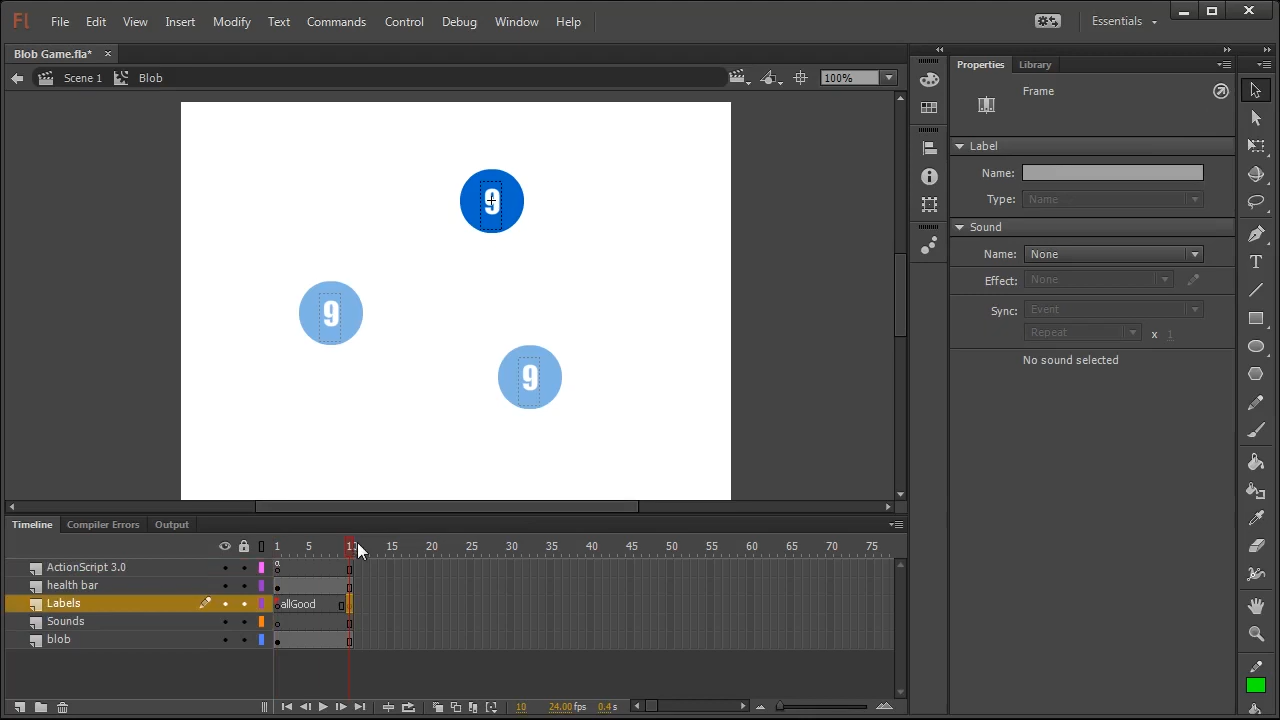 Fl File Edit View Insert Modify Text Commands Control Debug Window Help Essentials
Blob Game.fla*
Scene 1 Blob 100%
Properties Library
Frame
Label
Name:
Type: Name
Sound
Name: None
Effect: None
Sync: Event
Repeat x 1
No sound selected
9
9
9
Timeline Compiler Errors Output
1 5 11 15 20 25 30 35 40 45 50 55 60 65 70 75
ActionScript 3.0
health bar
Labels allGood
Sounds
blob
10 24.00 fps 0.4 s